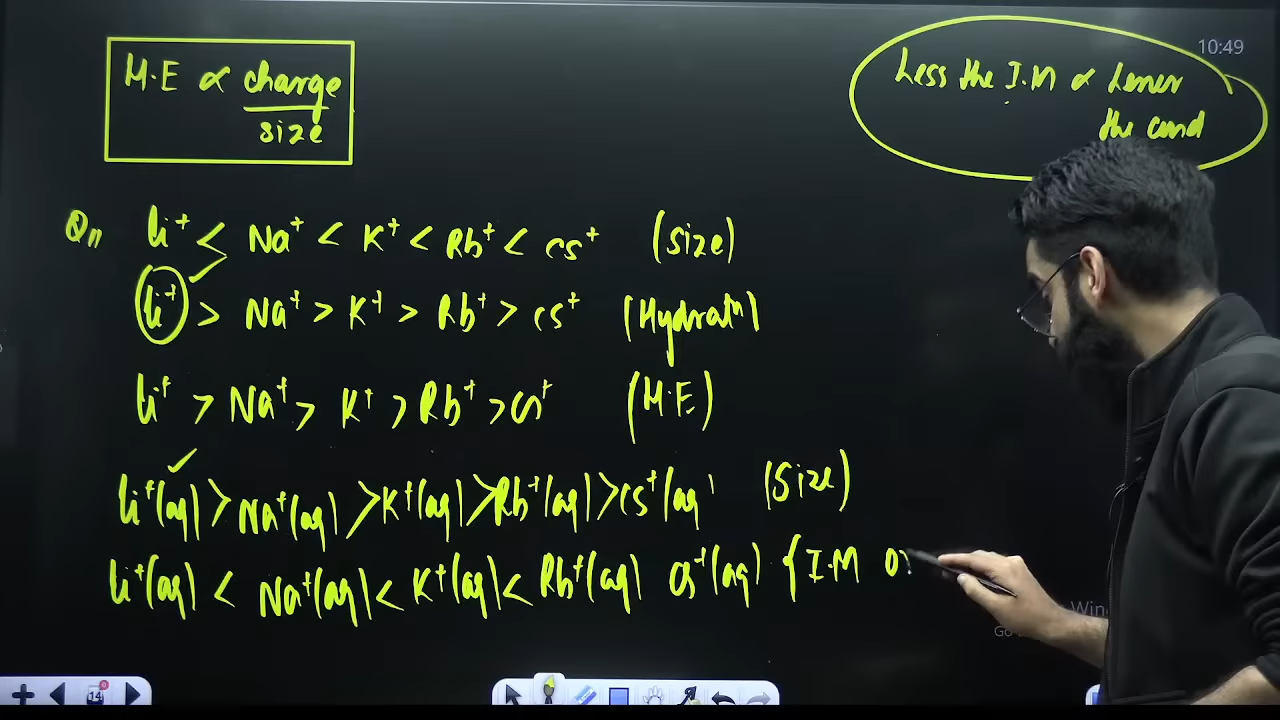 H.E ∝ charge
size
10:49
Less the I.M ∝ Lesser
the cond
Qn Li⁺ < Na⁺ < K⁺ < Rb⁺ < Cs⁺ (size)
Li⁺ > Na⁺ > K⁺ > Rb⁺ > Cs⁺ (Hydratⁿ)
Li⁺ > Na⁺ > K⁺ > Rb⁺ > Cs⁺ (H.E)
Li⁺(aq) > Na⁺(aq) > K⁺(aq) > Rb⁺(aq) > Cs⁺(aq) (Size)
Li⁺(aq) < Na⁺(aq) < K⁺(aq) < Rb⁺(aq) Cs⁺(aq) { I.M
14